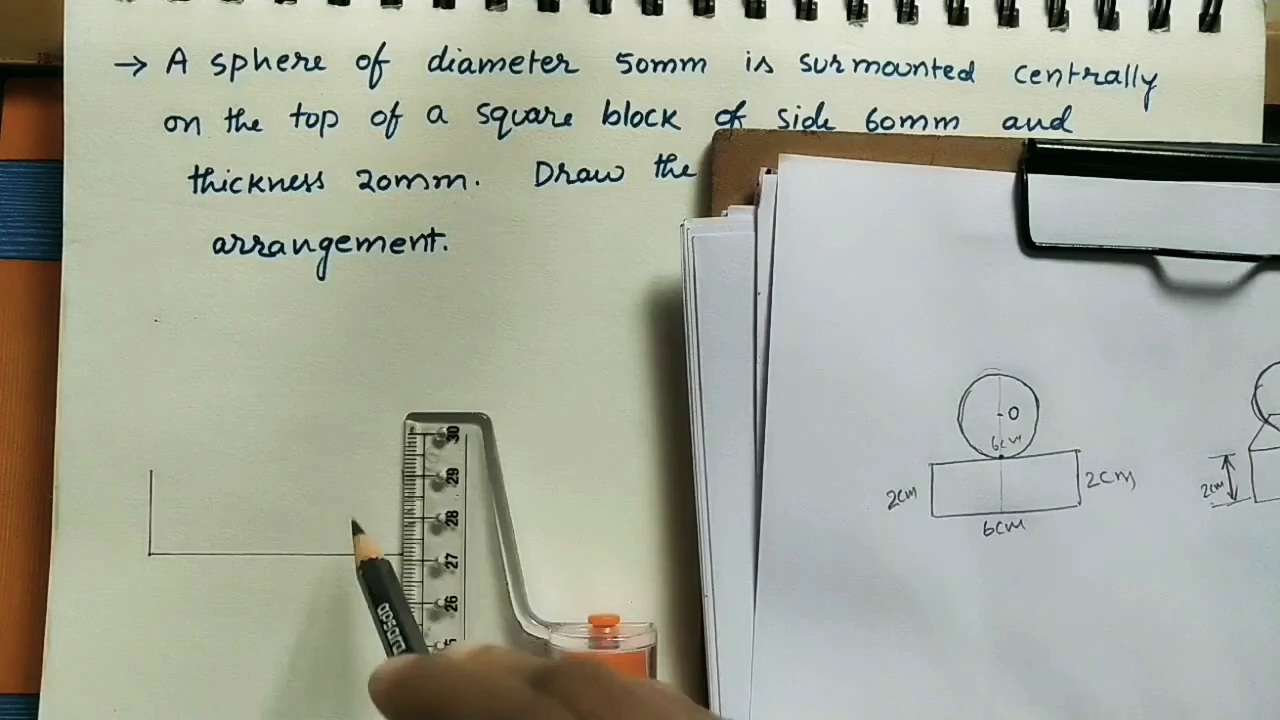 → A sphere of diameter 50mm is surmounted centrally
on the top of a square block of side 60mm and
thickness 20mm. Draw the
arrangement.
30
29
28
27
26
apsara
O
6cm
2cm
2cm
6cm
2cm